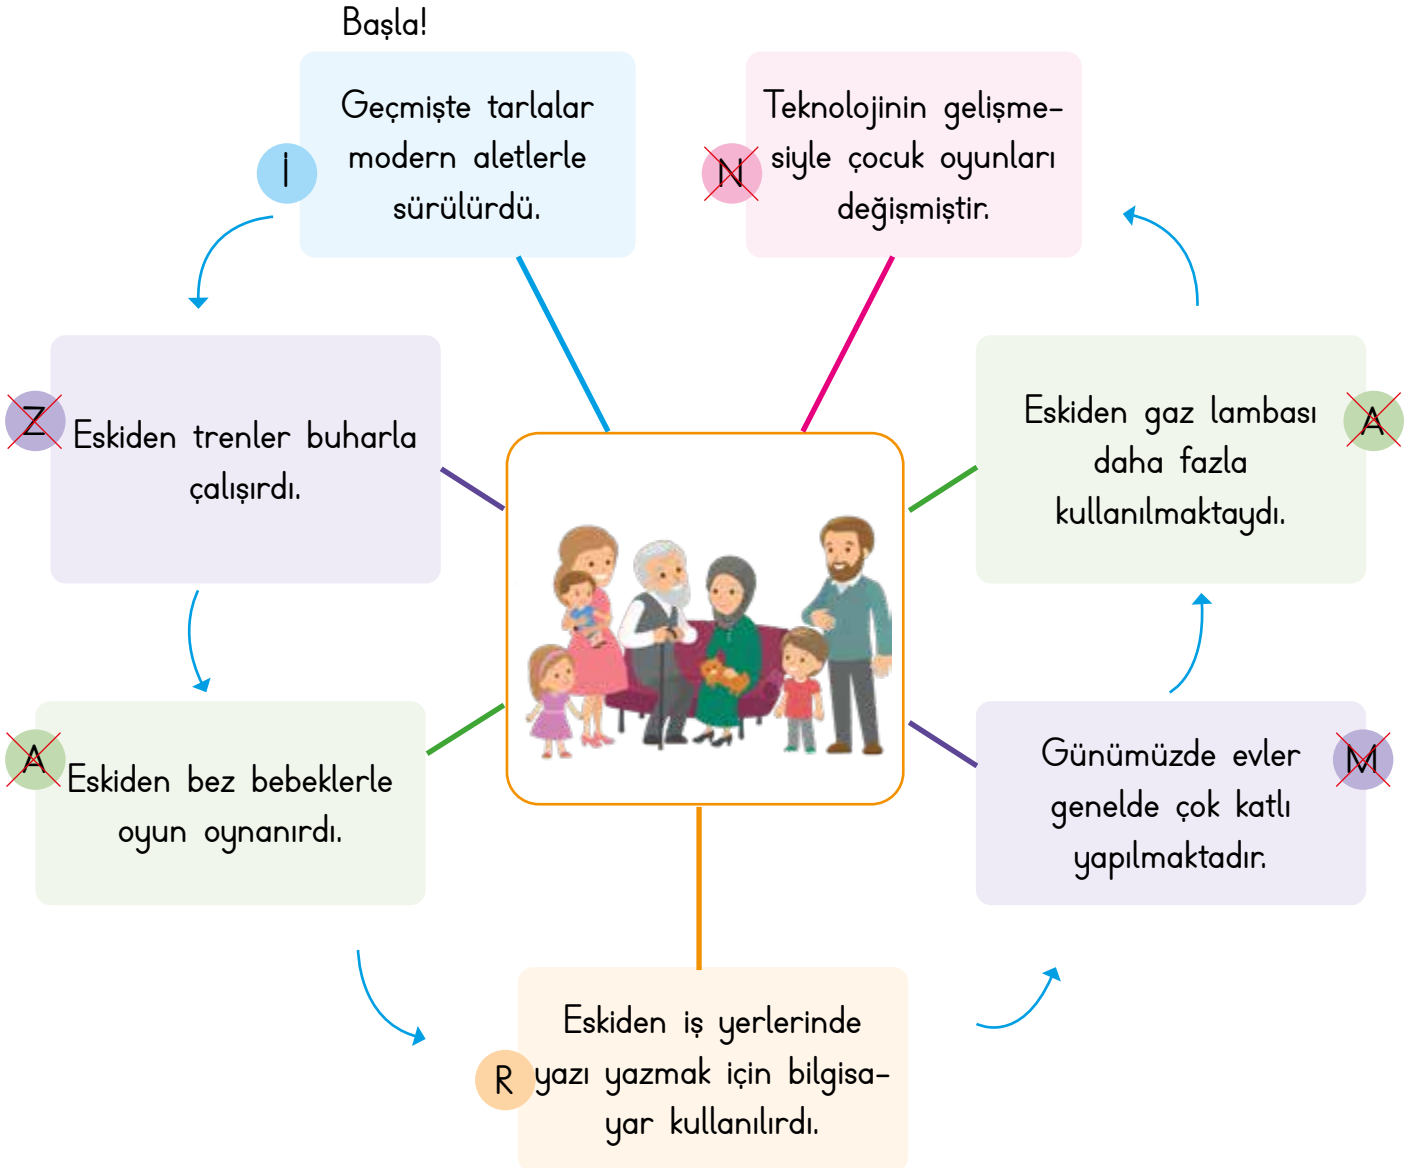 Başla!
Geçmişte tarlalar
modern aletlerle
sürülürdü.
İ
Eskiden trenler buharla
çalışırdı.
Z
Eskiden bez bebeklerle
oyun oynanırdı.
A
Eskiden iş yerlerinde
yazı yazmak için bilgisa-
yar kullanılırdı.
R
Günümüzde evler
genelde çok katlı
yapılmaktadır.
M
Eskiden gaz lambası
daha fazla
kullanılmaktaydı.
A
Teknolojinin gelişme-
siyle çocuk oyunları
değişmiştir.
N